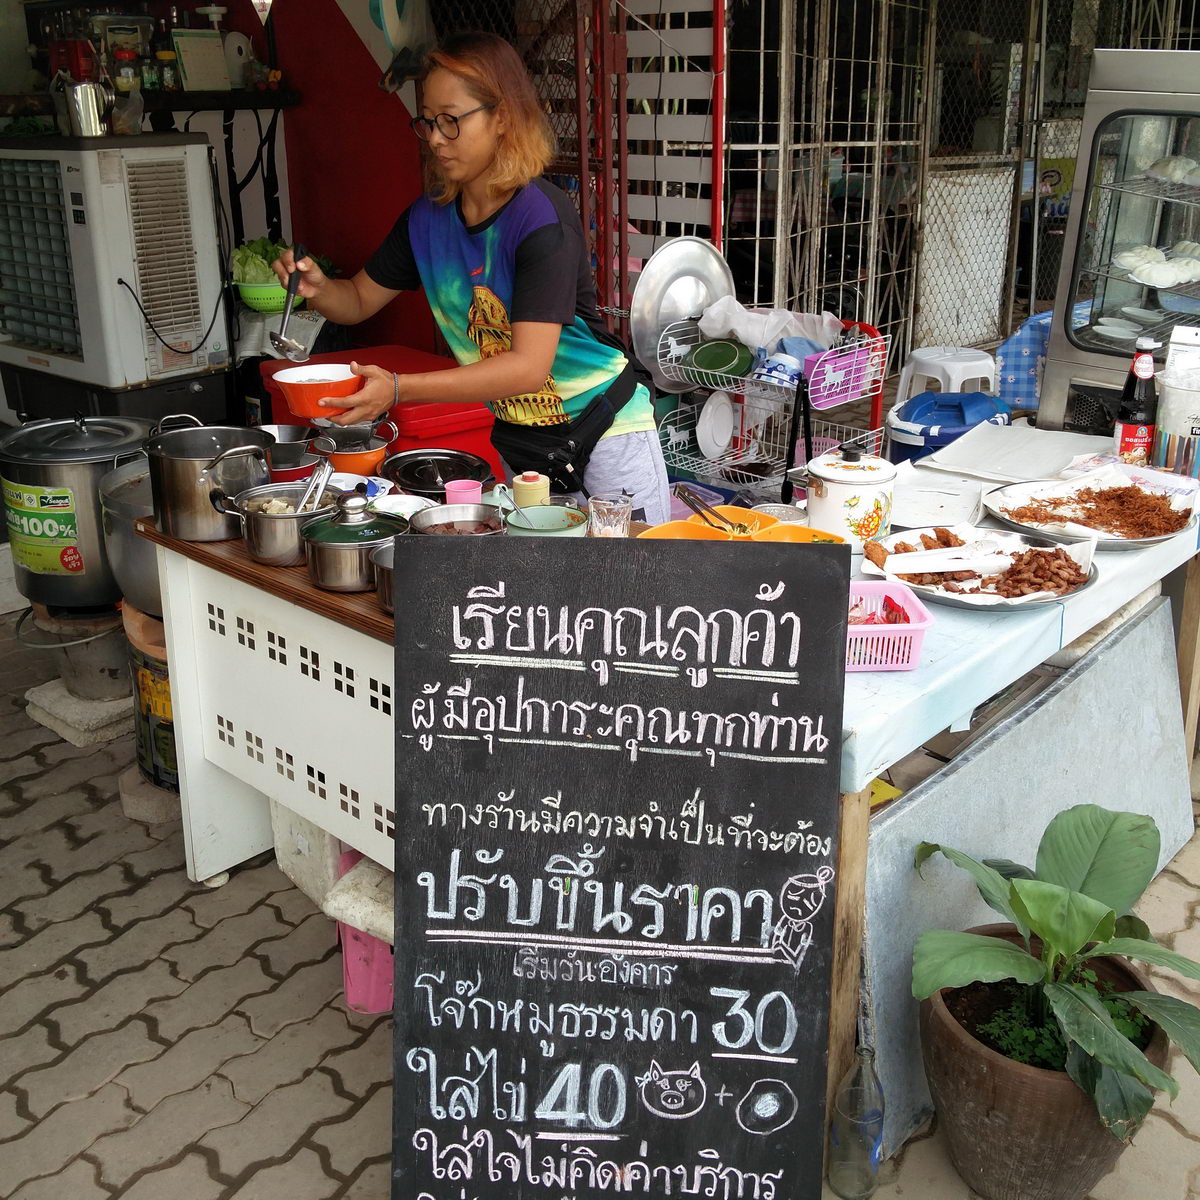 เรียนคุณลูกค้า
ผู้มีอุปการะคุณทุกท่าน
ทางร้านมีความจำเป็นที่จะต้อง
ปรับขึ้นราคา
เริ่มวันอังคาร
โจ๊กหมูธรรมดา 30
ใส่ไข่ 40 +
ใส่ใจไม่คิดค่าบริการ
100%